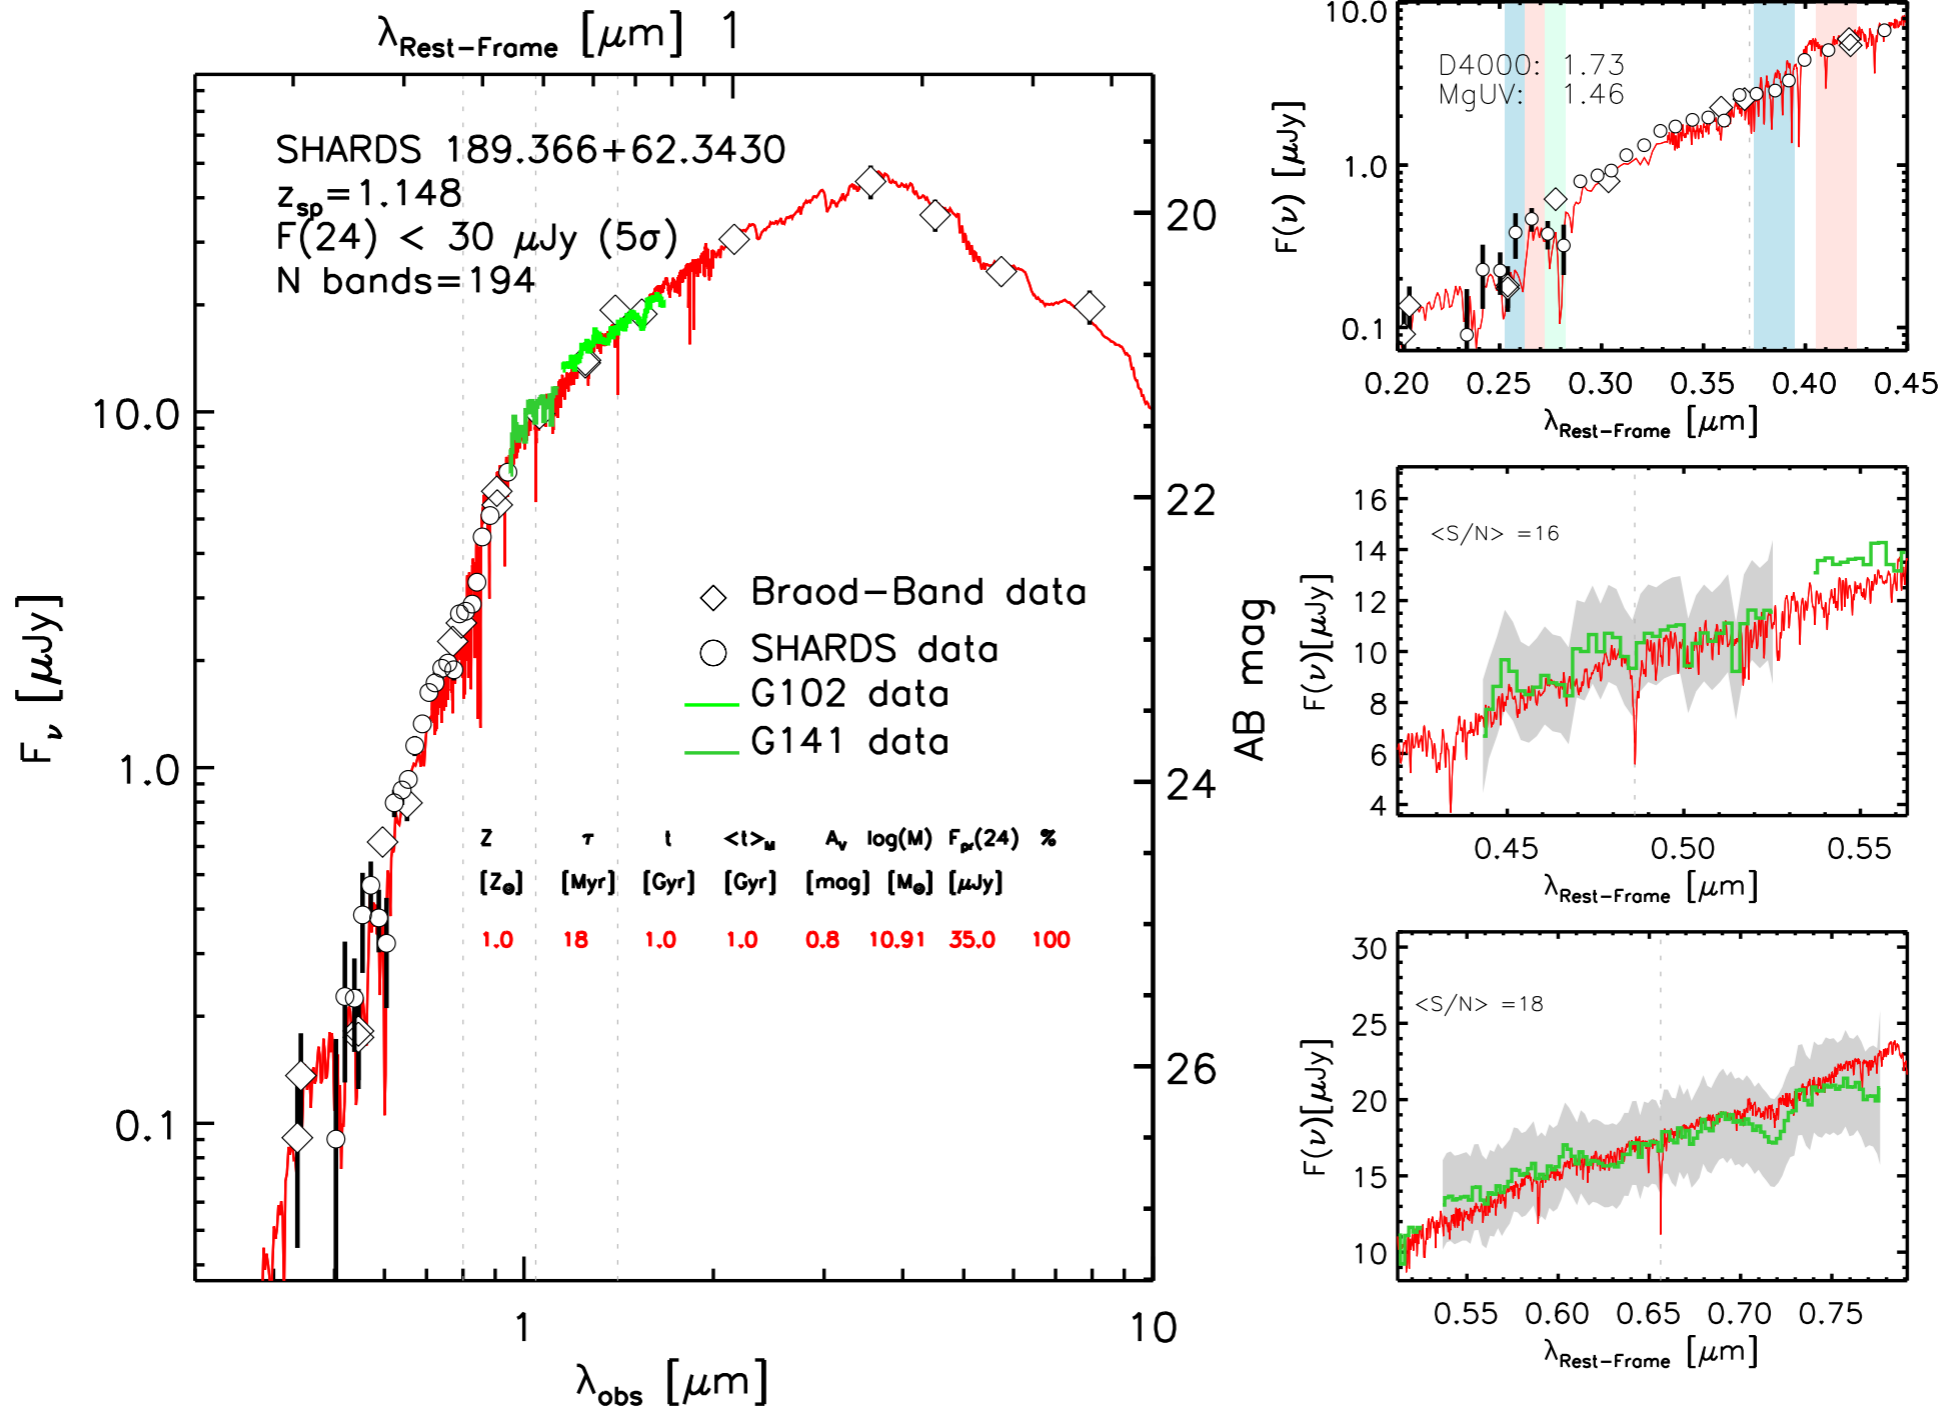 λRest-Frame [μm] 1
SHARDS 189.366+62.3430
zsp=1.148
F(24) < 30 μJy (5σ)
N bands=194
10.0
1.0
0.1
Fν [μJy]
20
22
24
26
AB mag
Braod-Band data
SHARDS data
G102 data
G141 data
Z τ t <t>M AV log(M) Fpr(24) %
[Z⊙] [Myr] [Gyr] [Gyr] [mag] [M⊙] [μJy]
1.0 18 1.0 1.0 0.8 10.91 35.0 100
1 10
λobs [μm]
10.0
1.0
0.1
F(ν) [μJy]
D4000: 1.73
MgUV: 1.46
0.20 0.25 0.30 0.35 0.40 0.45
λRest-Frame [μm]
16
14
12
10
8
6
4
F(ν)[μJy]
<S/N> =16
0.45 0.50 0.55
λRest-Frame [μm]
30
25
20
15
10
F(ν)[μJy]
<S/N> =18
0.55 0.60 0.65 0.70 0.75
λRest-Frame [μm]